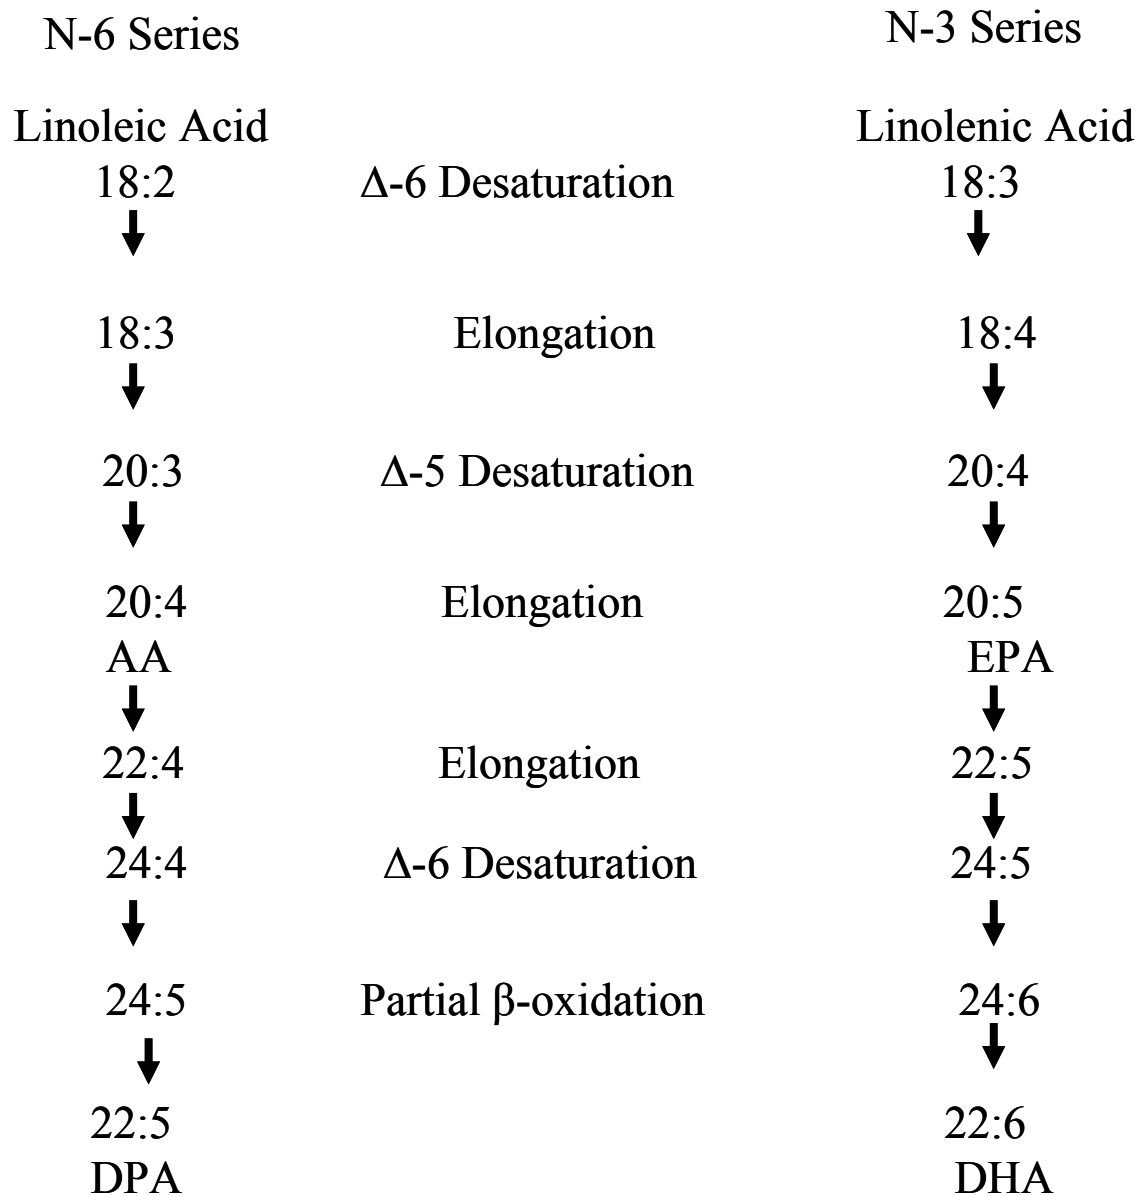 N-6 Series N-3 Series
Linoleic Acid Linolenic Acid
18:2 Δ-6 Desaturation 18:3
18:3 Elongation 18:4
20:3 Δ-5 Desaturation 20:4
20:4 Elongation 20:5
AA EPA
22:4 Elongation 22:5
24:4 Δ-6 Desaturation 24:5
24:5 Partial β-oxidation 24:6
22:5 22:6
DPA DHA